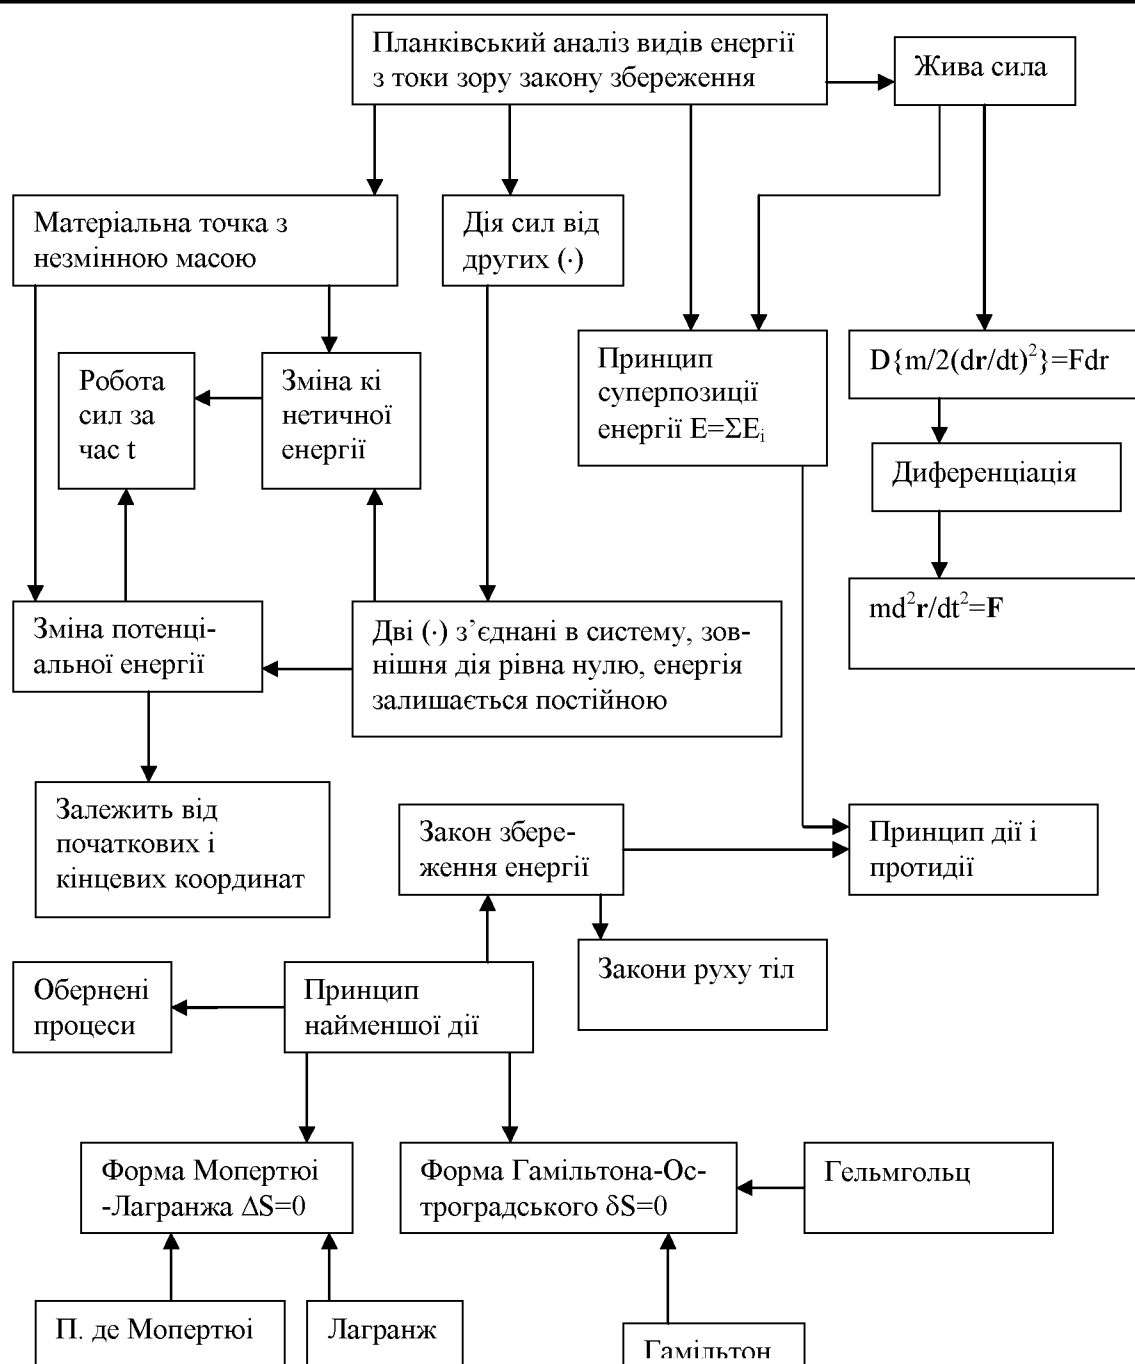 Планківський аналіз видів енергії
з токи зору закону збереження
Жива сила
Матеріальна точка з
незмінною масою
Дія сил від
других (·)
Робота
сил за
час t
Зміна кі
нетичної
енергії
Принцип
суперпозиції
енергії E=ΣEᵢ
D{m/2(dr/dt)²}=Fdr
Диференціація
md²r/dt²=F
Зміна потенці-
альної енергії
Дві (·) з’єднані в систему, зов-
нішня дія рівна нулю, енергія
залишається постійною
Залежить від
початкових і
кінцевих координат
Закон збере-
ження енергії
Принцип дії і
протидії
Закони руху тіл
Обернені
процеси
Принцип
найменшої дії
Форма Мопертюі
-Лагранжа ΔS=0
Форма Гамільтона-Ос-
троградського δS=0
Гельмгольц
П. де Мопертюі
Лагранж
Гамільтон